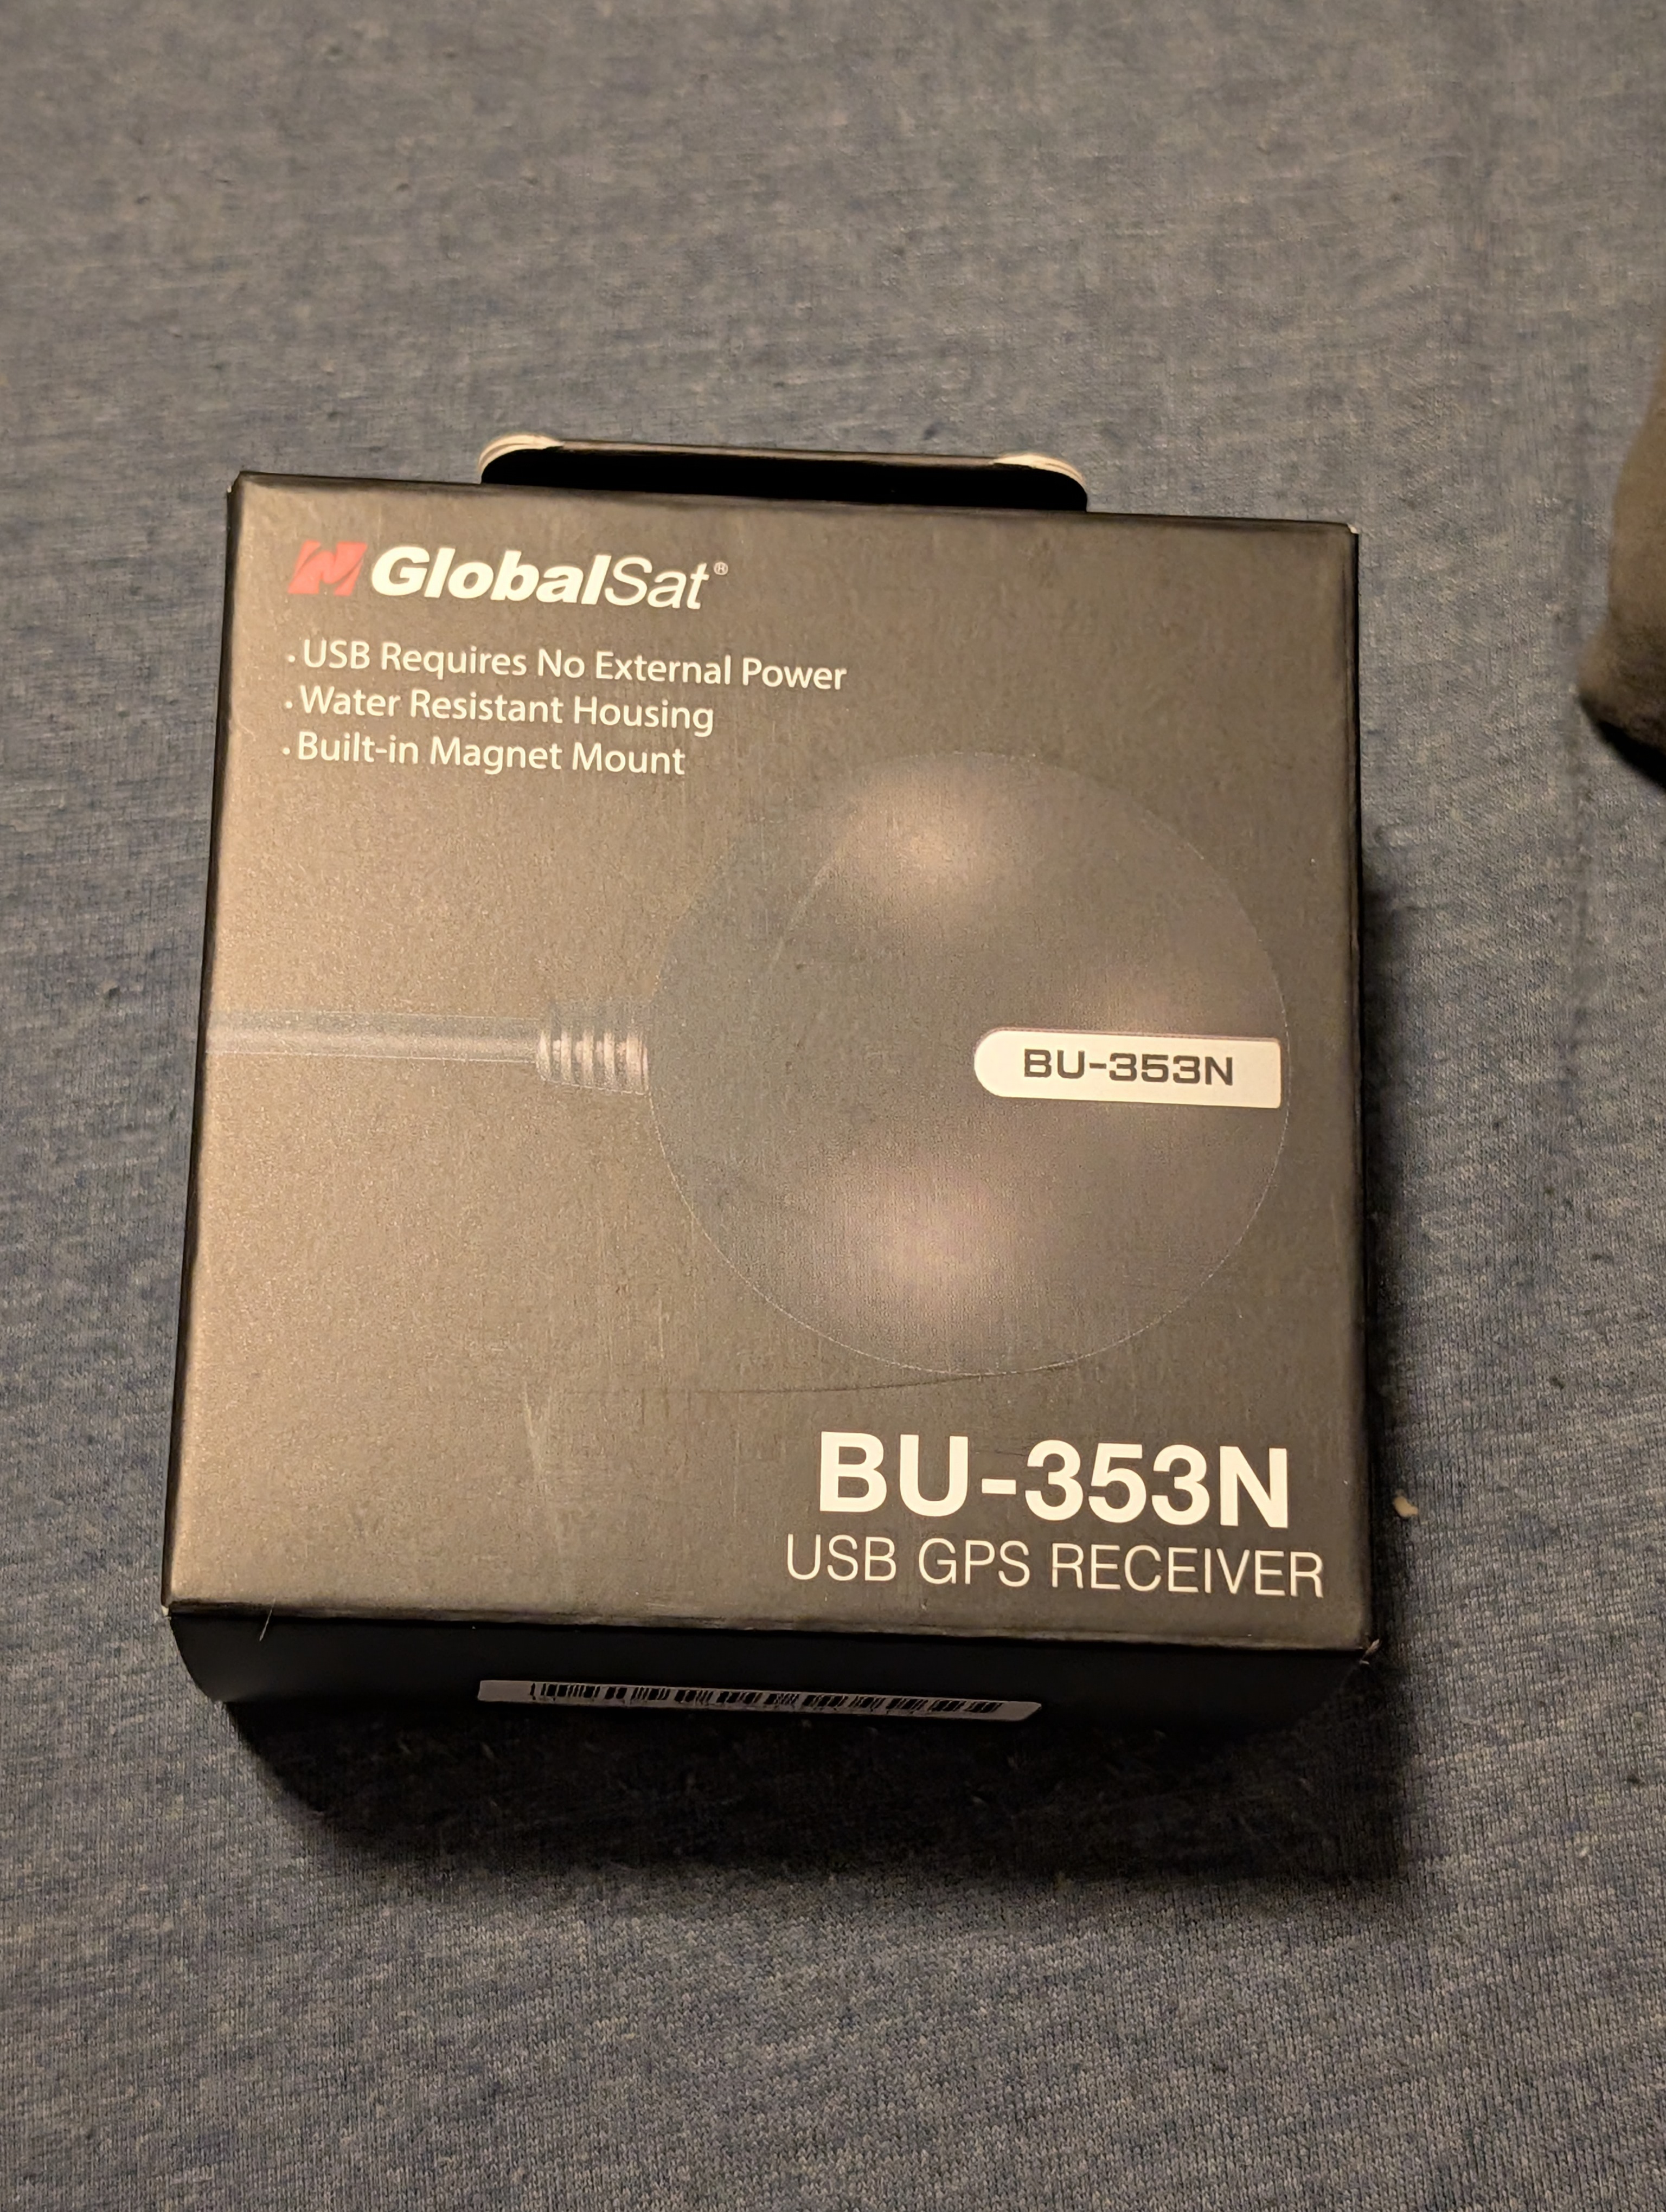 GlobalSat®
· USB Requires No External Power
· Water Resistant Housing
· Built-in Magnet Mount
BU-353N
BU-353N
USB GPS RECEIVER